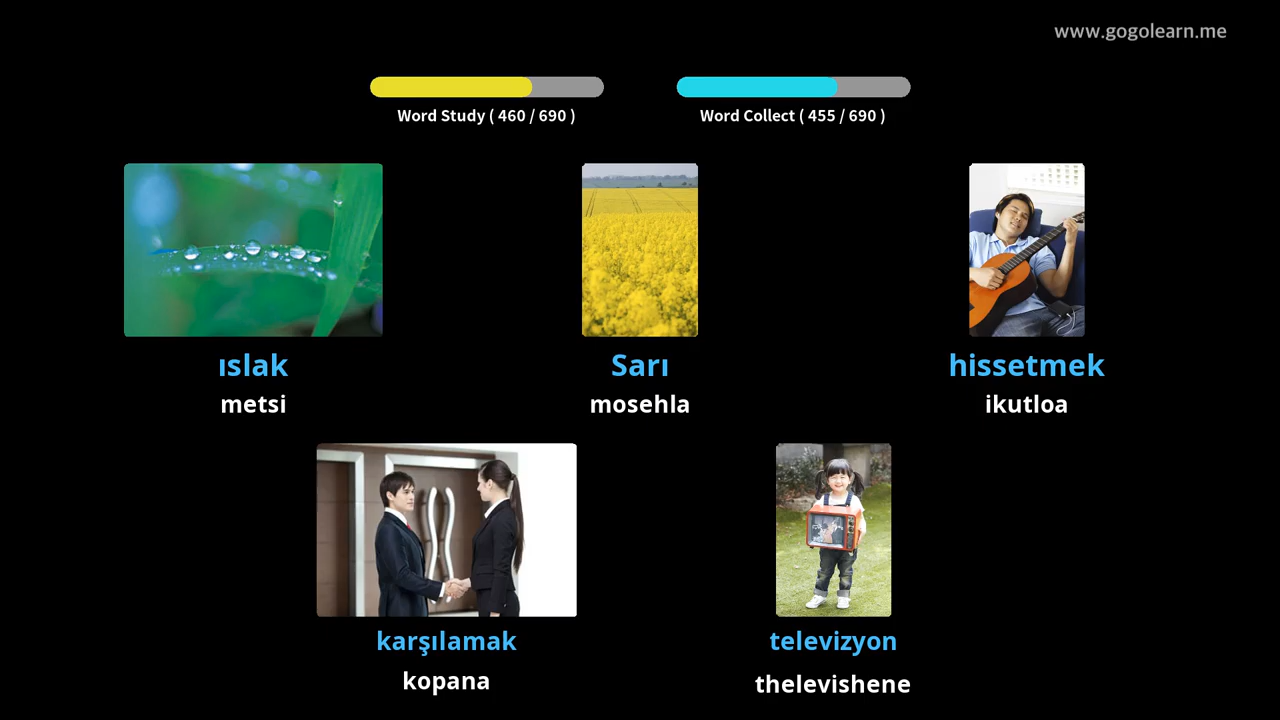 www.gogolearn.me
Word Study ( 460 / 690 )
Word Collect ( 455 / 690 )
ıslak
metsi
Sarı
mosehla
hissetmek
ikutloa
karşılamak
kopana
televizyon
thelevishene